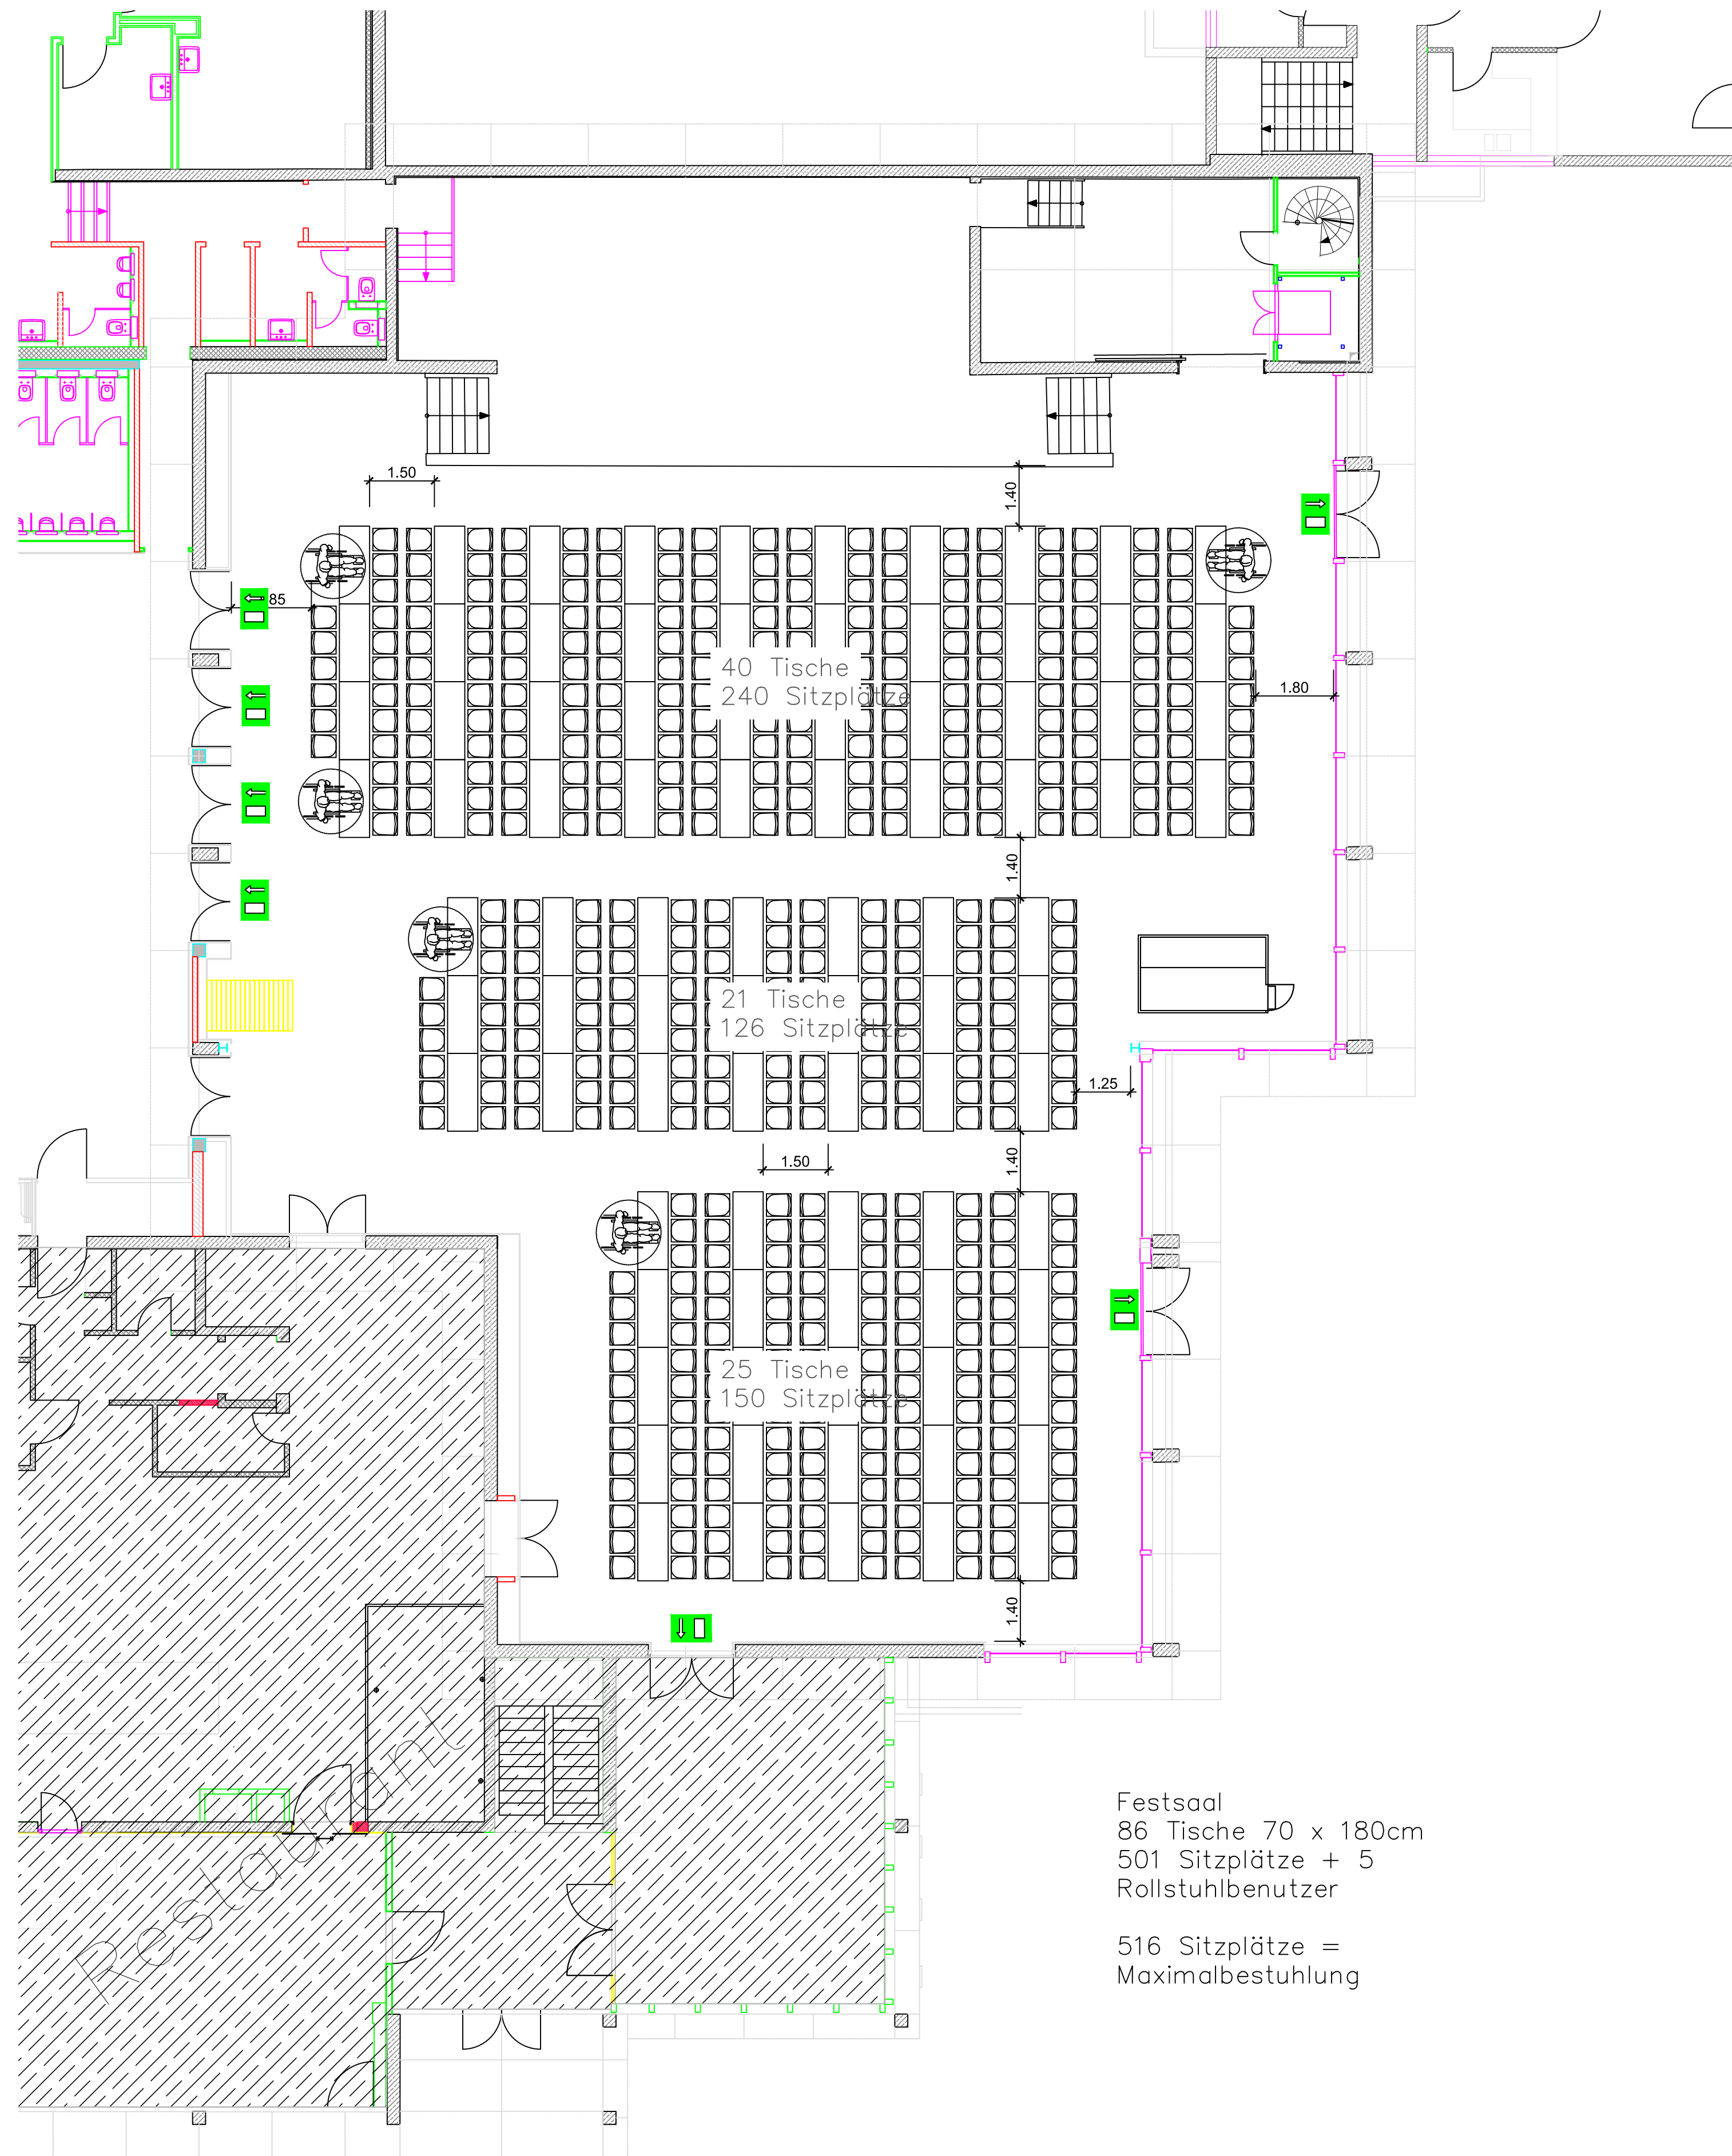 1.50
1.40
85
40 Tische
240 Sitzplätze
1.80
1.40
21 Tische
126 Sitzplätze
1.25
1.50
1.40
25 Tische
150 Sitzplätze
1.40
Restaurant
Festsaal
86 Tische 70 x 180cm
501 Sitzplätze + 5
Rollstuhlbenutzer
516 Sitzplätze =
Maximalbestuhlung